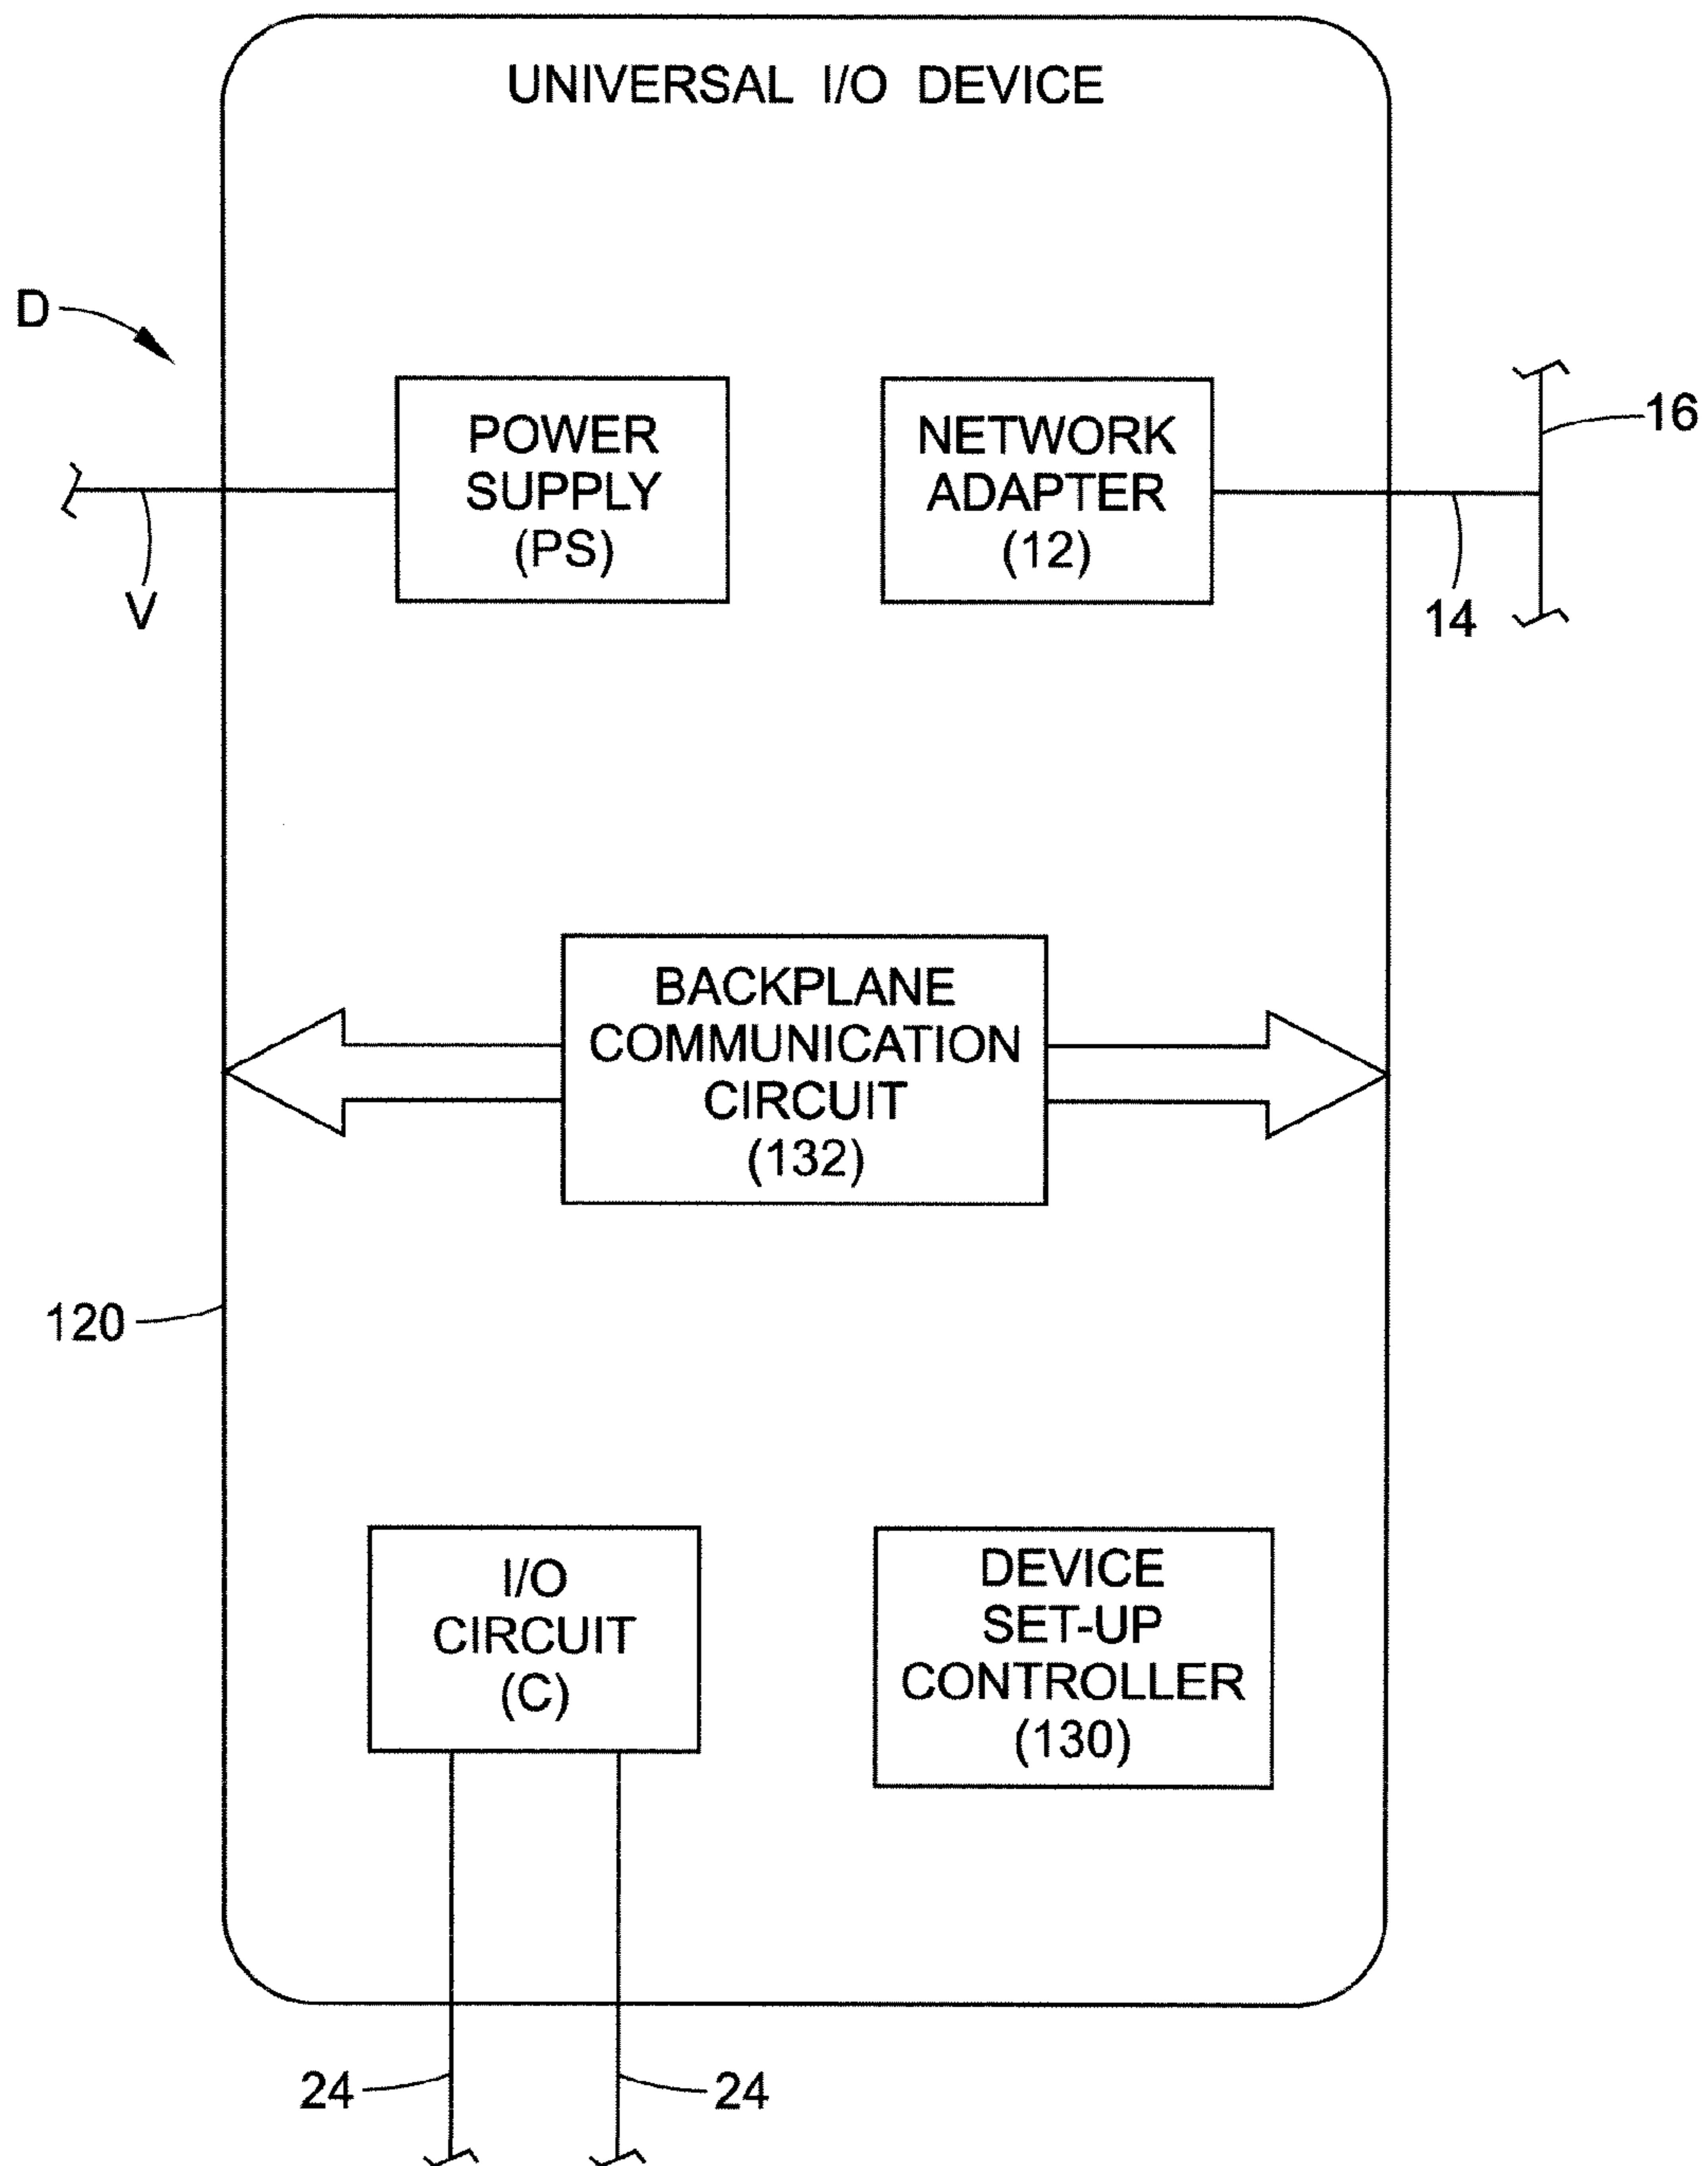 UNIVERSAL I/O DEVICE
D
POWER
SUPPLY
(PS)
NETWORK
ADAPTER
(12)
16
V
14
BACKPLANE
COMMUNICATION
CIRCUIT
(132)
120
I/O
CIRCUIT
(C)
DEVICE
SET-UP
CONTROLLER
(130)
24
24